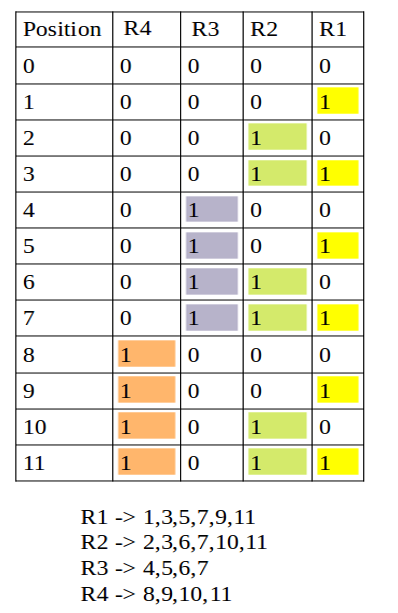 Position R4 R3 R2 R1
0 0 0 0 0
1 0 0 0 1
2 0 0 1 0
3 0 0 1 1
4 0 1 0 0
5 0 1 0 1
6 0 1 1 0
7 0 1 1 1
8 1 0 0 0
9 1 0 0 1
10 1 0 1 0
11 1 0 1 1
R1 -> 1,3,5,7,9,11
R2 -> 2,3,6,7,10,11
R3 -> 4,5,6,7
R4 -> 8,9,10,11